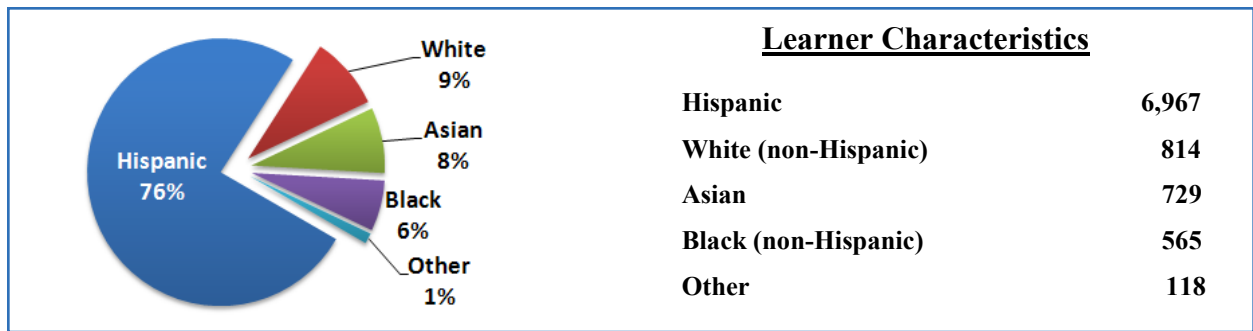 White
9%
Asian
8%
Hispanic
76%
Black
6%
Other
1%
Learner Characteristics
Hispanic 6,967
White (non-Hispanic) 814
Asian 729
Black (non-Hispanic) 565
Other 118